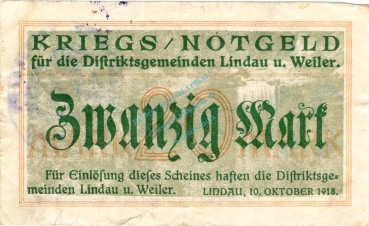 KRIEGS/NOTGELD
für die Diſtriktsgemeinden Lindau u. Weiler.
Zwanzig Mark
20
Für Einlöſung dieſes Scheines haften die Diſtriktsge=
meinden Lindau u. Weiler. LINDAU, 10. OKTOBER 1918.